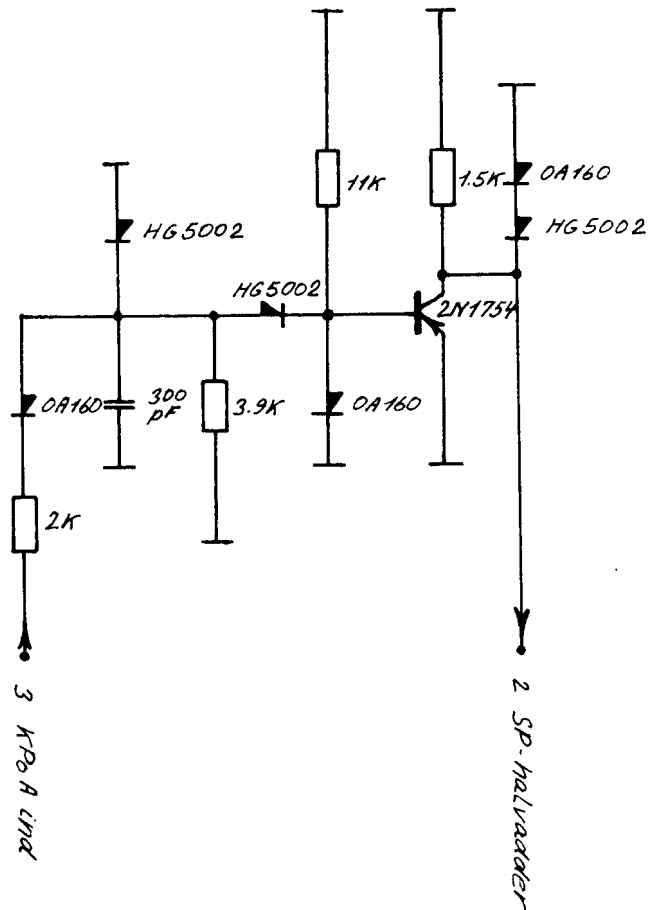 11K
1.5K
OA160
HG5002
HG5002
HG5002
2N1754
OA160
300
pF
3.9K
OA160
2K
3 KPoA ind
2 SP-halvadder